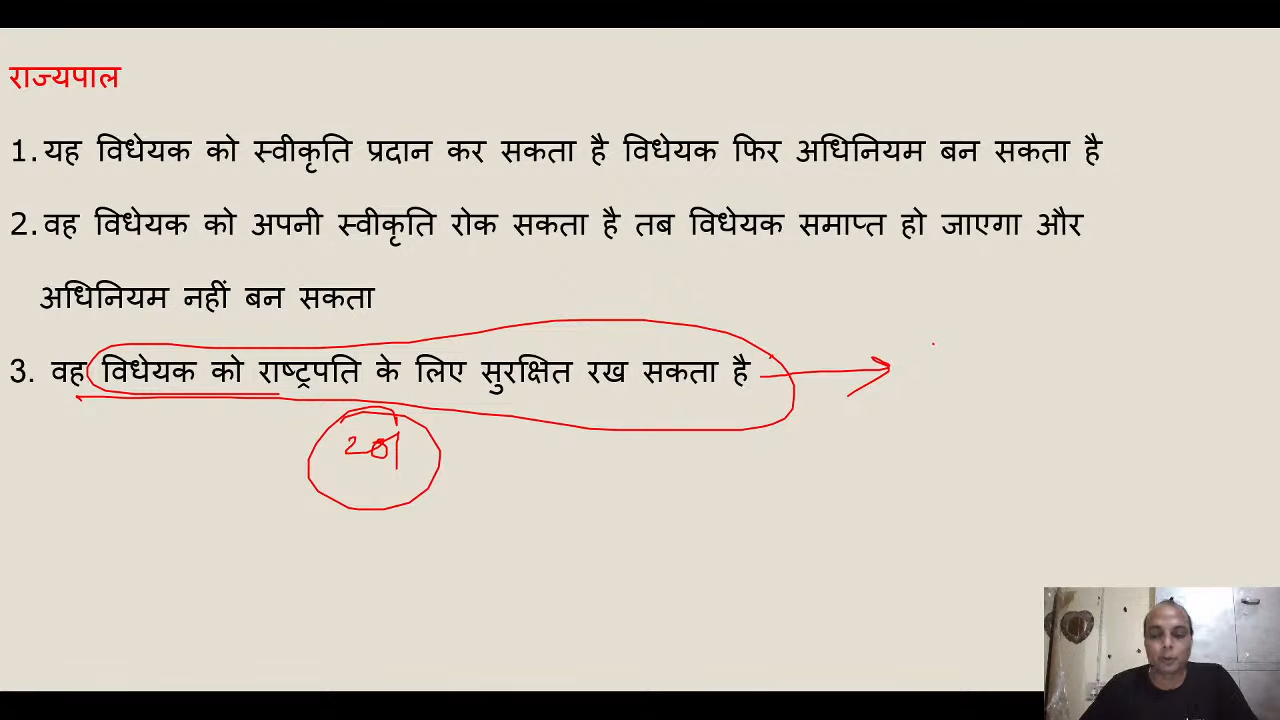 राज्यपाल
1. यह विधेयक को स्वीकृति प्रदान कर सकता है विधेयक फिर अधिनियम बन सकता है
2. वह विधेयक को अपनी स्वीकृति रोक सकता है तब विधेयक समाप्त हो जाएगा और
अधिनियम नहीं बन सकता
3. वह विधेयक को राष्ट्रपति के लिए सुरक्षित रख सकता है
201